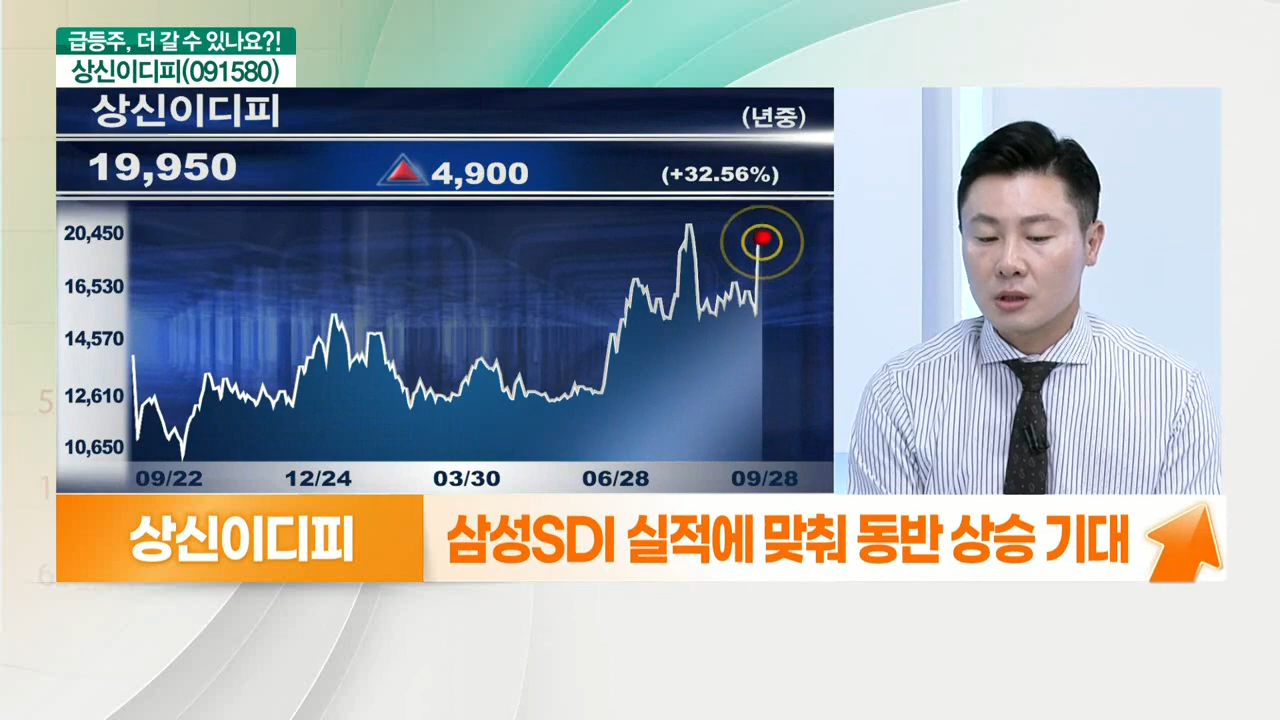 급등주, 더 갈 수 있나요?!
상신이디피(091580)
상신이디피 (년중)
19,950 4,900 (+32.56%)
20,450
16,530
14,570
12,610
10,650
09/22 12/24 03/30 06/28 09/28
상신이디피 삼성SDI 실적에 맞춰 동반 상승 기대